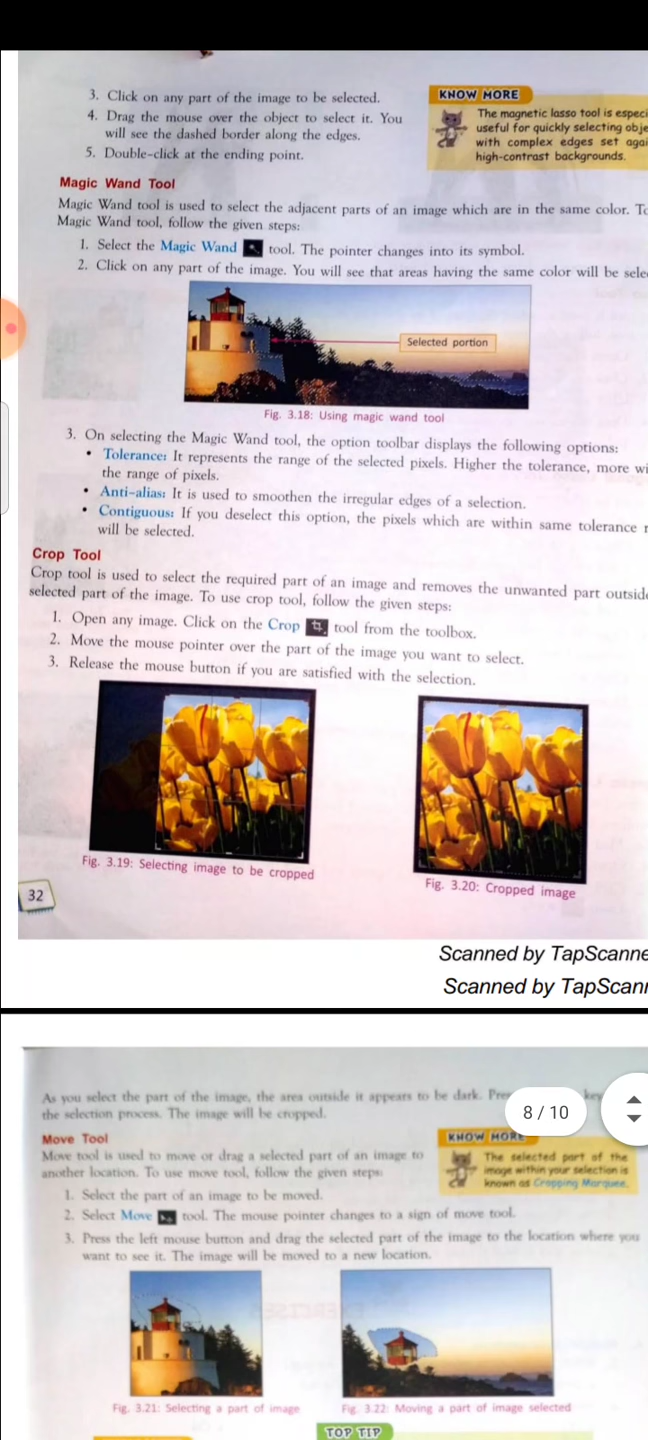 3. Click on any part of the image to be selected.
4. Drag the mouse over the object to select it. You
will see the dashed border along the edges.
5. Double-click at the ending point.
KNOW MORE
The magnetic lasso tool is especi
useful for quickly selecting obje
with complex edges set agai
high-contrast backgrounds.
Magic Wand Tool
Magic Wand tool is used to select the adjacent parts of an image which are in the same color. To
Magic Wand tool, follow the given steps:
1. Select the Magic Wand tool. The pointer changes into its symbol.
2. Click on any part of the image. You will see that areas having the same color will be sele
Selected portion
Fig. 3.18: Using magic wand tool
3. On selecting the Magic Wand tool, the option toolbar displays the following options:
• Tolerance: It represents the range of the selected pixels. Higher the tolerance, more wi
the range of pixels.
• Anti-alias: It is used to smoothen the irregular edges of a selection.
• Contiguous: If you deselect this option, the pixels which are within same tolerance r
will be selected.
Crop Tool
Crop tool is used to select the required part of an image and removes the unwanted part outside
selected part of the image. To use crop tool, follow the given steps:
1. Open any image. Click on the Crop tool from the toolbox.
2. Move the mouse pointer over the part of the image you want to select.
3. Release the mouse button if you are satisfied with the selection.
Fig. 3.19: Selecting image to be cropped
Fig. 3.20: Cropped image
32
Scanned by TapScanne
Scanned by TapScann
As you select the part of the image, the area outside it appears to be dark. Pre key
the selection process. The image will be cropped.
8 / 10
Move Tool
Move tool is used to move or drag a selected part of an image to
another location. To use move tool, follow the given steps:
KNOW MORE
The selected part of the
image within your selection is
known as Cropping Marquee.
1. Select the part of an image to be moved.
2. Select Move tool. The mouse pointer changes to a sign of move tool.
3. Press the left mouse button and drag the selected part of the image to the location where you
want to see it. The image will be moved to a new location.
Fig. 3.21: Selecting a part of image
Fig. 3.22: Moving a part of image selected
TOP TIP